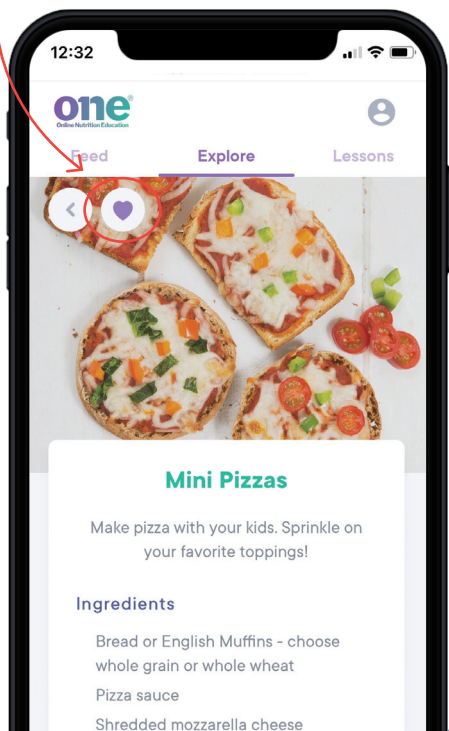 12:32
one®
Online Nutrition Education
Feed
Explore
Lessons
Mini Pizzas
Make pizza with your kids. Sprinkle on
your favorite toppings!
Ingredients
Bread or English Muffins - choose
whole grain or whole wheat
Pizza sauce
Shredded mozzarella cheese